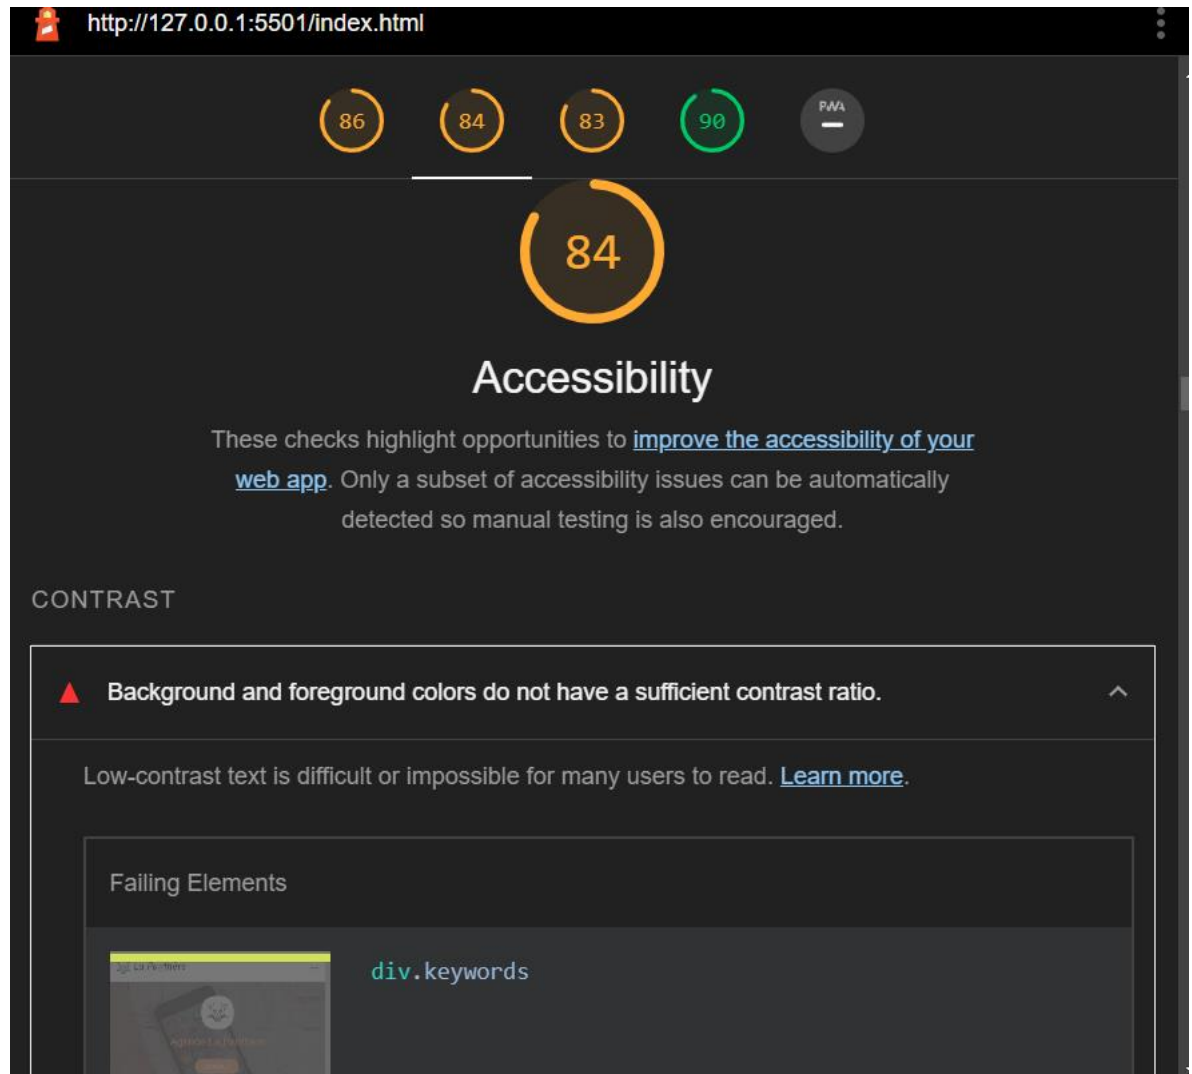 http://127.0.0.1:5501/index.html
86 84 83 90 PWA
84
Accessibility
These checks highlight opportunities to improve the accessibility of your
web app. Only a subset of accessibility issues can be automatically
detected so manual testing is also encouraged.
CONTRAST
Background and foreground colors do not have a sufficient contrast ratio.
Low-contrast text is difficult or impossible for many users to read. Learn more.
Failing Elements
div.keywords